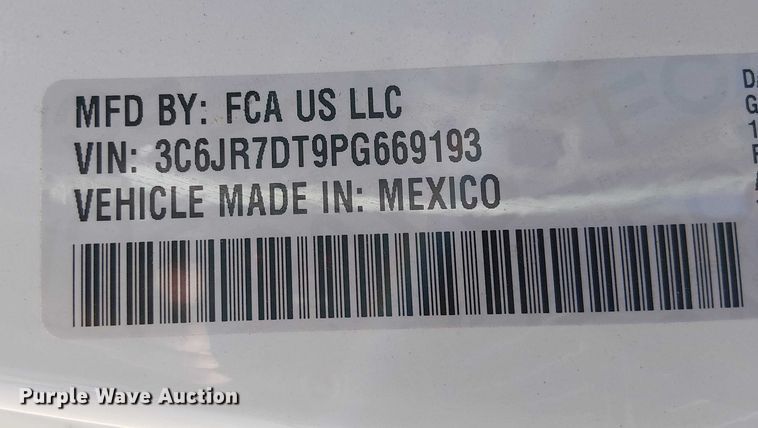 MFD BY: FCA US LLC
VIN: 3C6JR7DT9PG669193
VEHICLE MADE IN: MEXICO
Purple Wave Auction